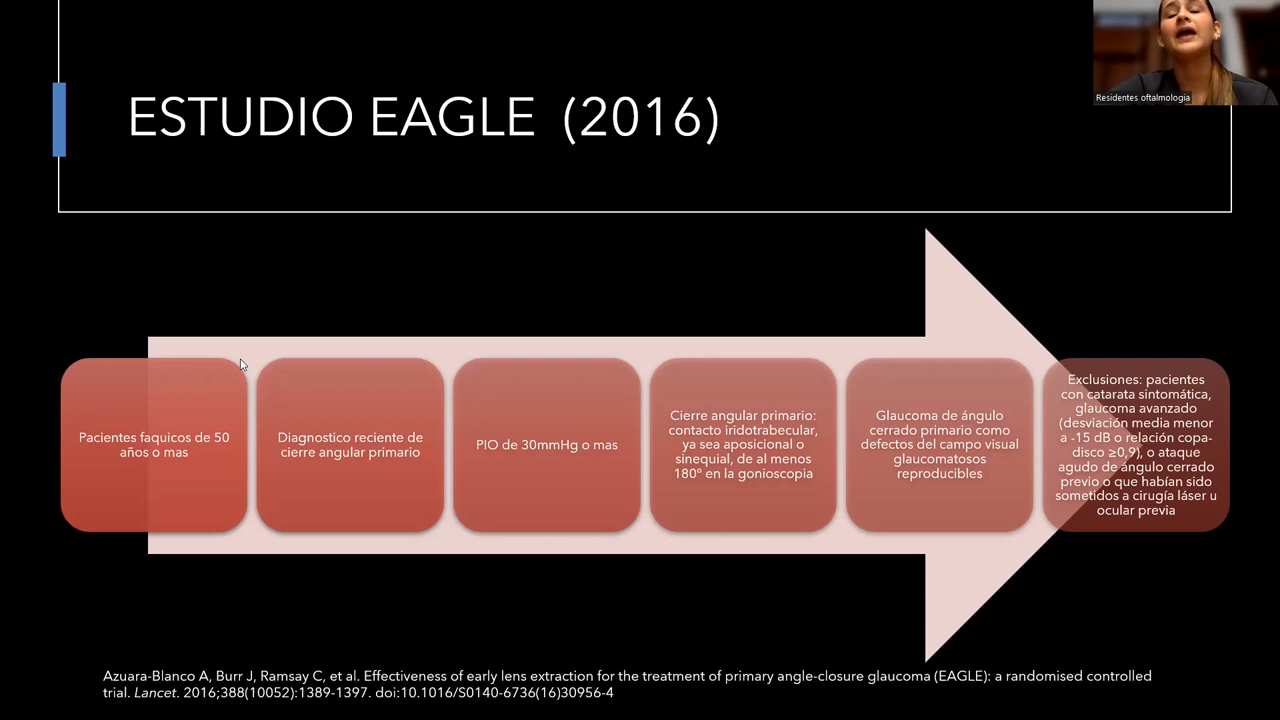 Residentes oftalmologia
ESTUDIO EAGLE (2016)
Pacientes faquicos de 50
años o mas
Diagnostico reciente de
cierre angular primario
PIO de 30mmHg o mas
Cierre angular primario:
contacto iridotrabecular,
ya sea aposicional o
sinequial, de al menos
180° en la gonioscopia
Glaucoma de ángulo
cerrado primario como
defectos del campo visual
glaucomatosos
reproducibles
Exclusiones: pacientes
con catarata sintomática,
glaucoma avanzado
(desviación media menor
a -15 dB o relación copa-
disco ≥0,9), o ataque
agudo de ángulo cerrado
previo o que habían sido
sometidos a cirugía láser u
ocular previa
Azuara-Blanco A, Burr J, Ramsay C, et al. Effectiveness of early lens extraction for the treatment of primary angle-closure glaucoma (EAGLE): a randomised controlled
trial. Lancet. 2016;388(10052):1389-1397. doi:10.1016/S0140-6736(16)30956-4